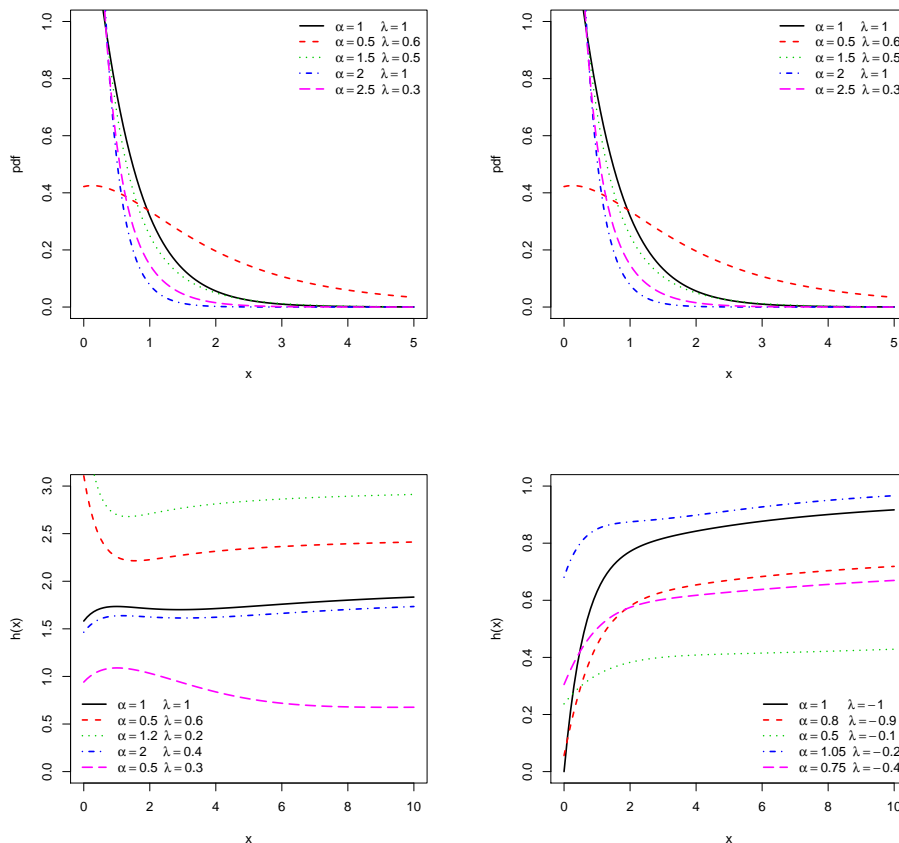 pdf
1.0
0.8
0.6
0.4
0.2
0.0
0 1 2 3 4 5
x
α = 1 λ = 1
α = 0.5 λ = 0.6
α = 1.5 λ = 0.5
α = 2 λ = 1
α = 2.5 λ = 0.3
pdf
1.0
0.8
0.6
0.4
0.2
0.0
0 1 2 3 4 5
x
α = 1 λ = 1
α = 0.5 λ = 0.6
α = 1.5 λ = 0.5
α = 2 λ = 1
α = 2.5 λ = 0.3
h(x)
3.0
2.5
2.0
1.5
1.0
0.5
0.0
0 2 4 6 8 10
x
α = 1 λ = 1
α = 0.5 λ = 0.6
α = 1.2 λ = 0.2
α = 2 λ = 0.4
α = 0.5 λ = 0.3
h(x)
1.0
0.8
0.6
0.4
0.2
0.0
0 2 4 6 8 10
x
α = 1 λ = −1
α = 0.8 λ = −0.9
α = 0.5 λ = −0.1
α = 1.05 λ = −0.2
α = 0.75 λ = −0.4